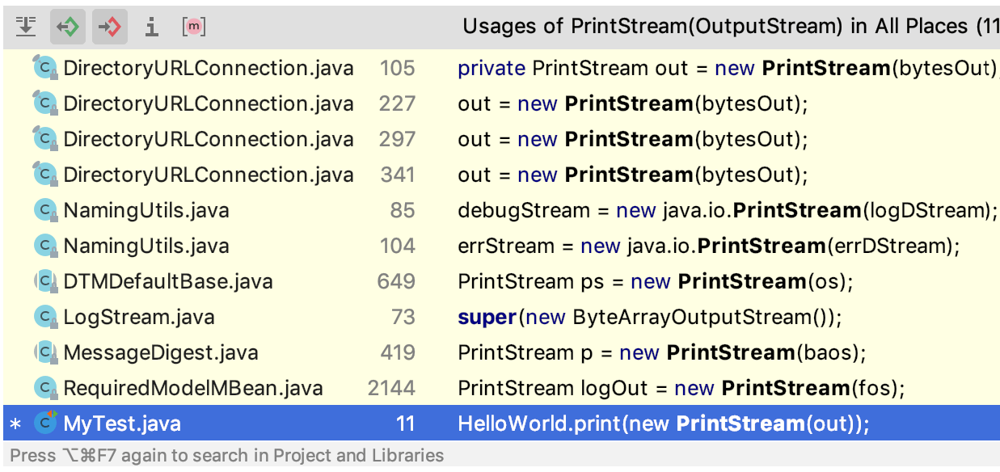 Usages of PrintStream(OutputStream) in All Places (11
DirectoryURLConnection.java 105 private PrintStream out = new PrintStream(bytesOut);
DirectoryURLConnection.java 227 out = new PrintStream(bytesOut);
DirectoryURLConnection.java 297 out = new PrintStream(bytesOut);
DirectoryURLConnection.java 341 out = new PrintStream(bytesOut);
NamingUtils.java 85 debugStream = new java.io.PrintStream(logDStream);
NamingUtils.java 104 errStream = new java.io.PrintStream(errDStream);
DTMDefaultBase.java 649 PrintStream ps = new PrintStream(os);
LogStream.java 73 super(new ByteArrayOutputStream());
MessageDigest.java 419 PrintStream p = new PrintStream(baos);
RequiredModelMBean.java 2144 PrintStream logOut = new PrintStream(fos);
* MyTest.java 11 HelloWorld.print(new PrintStream(out));
Press ⌥⌘F7 again to search in Project and Libraries